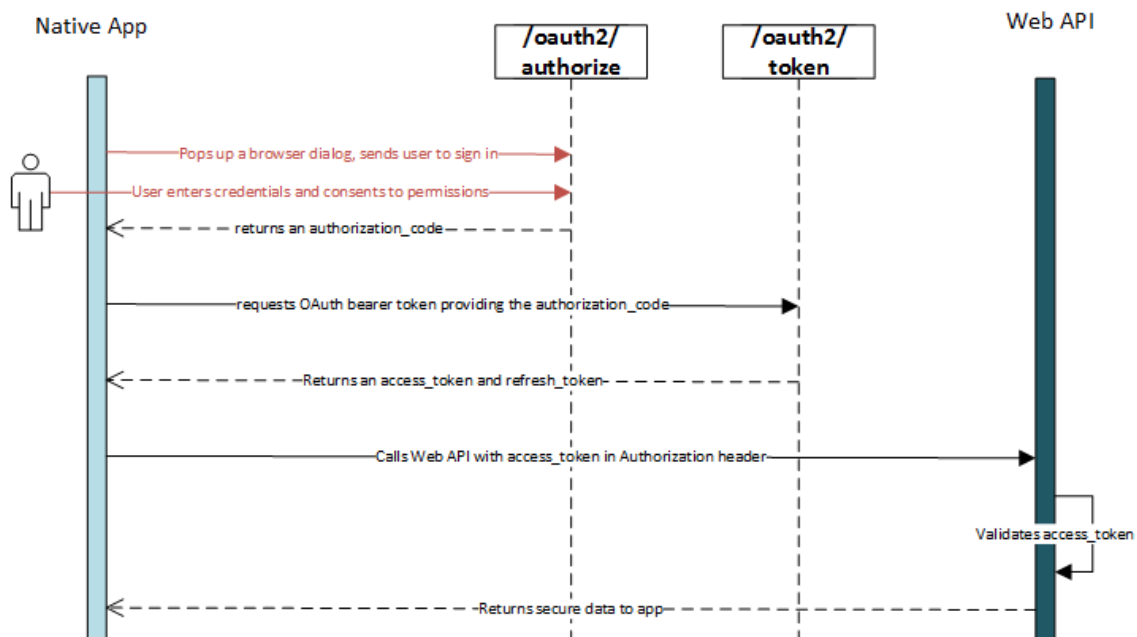 Native App
/oauth2/
authorize
/oauth2/
token
Web API
Pops up a browser dialog, sends user to sign in
User enters credentials and consents to permissions
returns an authorization_code
requests OAuth bearer token providing the authorization_code
Returns an access_token and refresh_token
Calls Web API with access_token in Authorization header
Validates access_token
Returns secure data to app